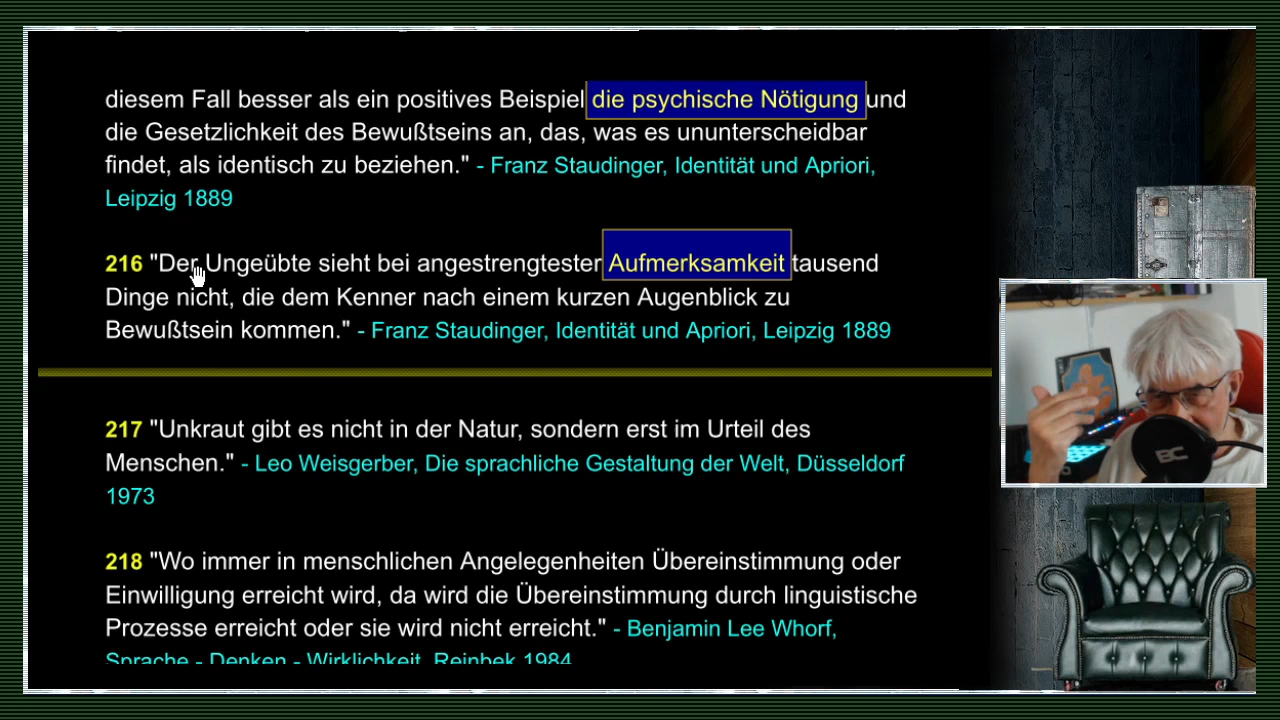 diesem Fall besser als ein positives Beispiel die psychische Nötigung und
die Gesetzlichkeit des Bewußtseins an, das, was es ununterscheidbar
findet, als identisch zu beziehen." - Franz Staudinger, Identität und Apriori,
Leipzig 1889
216 "Der Ungeübte sieht bei angestrengtester Aufmerksamkeit tausend
Dinge nicht, die dem Kenner nach einem kurzen Augenblick zu
Bewußtsein kommen." - Franz Staudinger, Identität und Apriori, Leipzig 1889
217 "Unkraut gibt es nicht in der Natur, sondern erst im Urteil des
Menschen." - Leo Weisgerber, Die sprachliche Gestaltung der Welt, Düsseldorf
1973
218 "Wo immer in menschlichen Angelegenheiten Übereinstimmung oder
Einwilligung erreicht wird, da wird die Übereinstimmung durch linguistische
Prozesse erreicht oder sie wird nicht erreicht." - Benjamin Lee Whorf,
Sprache - Denken - Wirklichkeit, Reinbek 1984